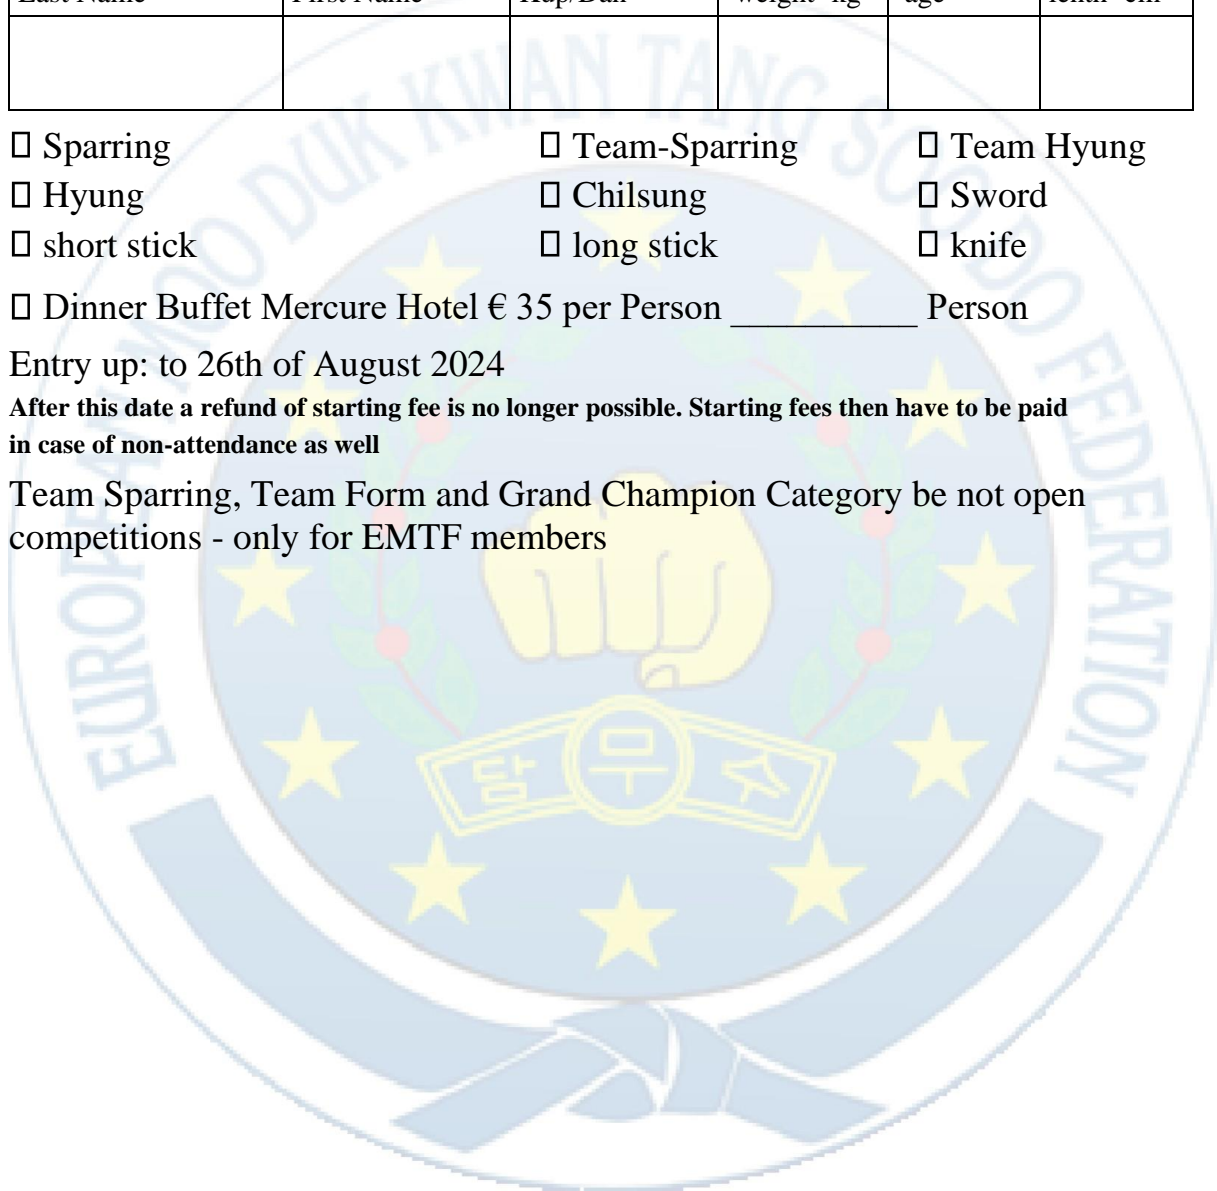 Last Name First Name Kup/Dan weight kg age lenth cm
☐ Sparring ☐ Team-Sparring ☐ Team Hyung
☐ Hyung ☐ Chilsung ☐ Sword
☐ short stick ☐ long stick ☐ knife
☐ Dinner Buffet Mercure Hotel € 35 per Person __________ Person
Entry up: to 26th of August 2024
After this date a refund of starting fee is no longer possible. Starting fees then have to be paid
in case of non-attendance as well
Team Sparring, Team Form and Grand Champion Category be not open
competitions - only for EMTF members
EUROPEAN MOO DUK KWAN TANG SOO DO FEDERATION
담 무 수